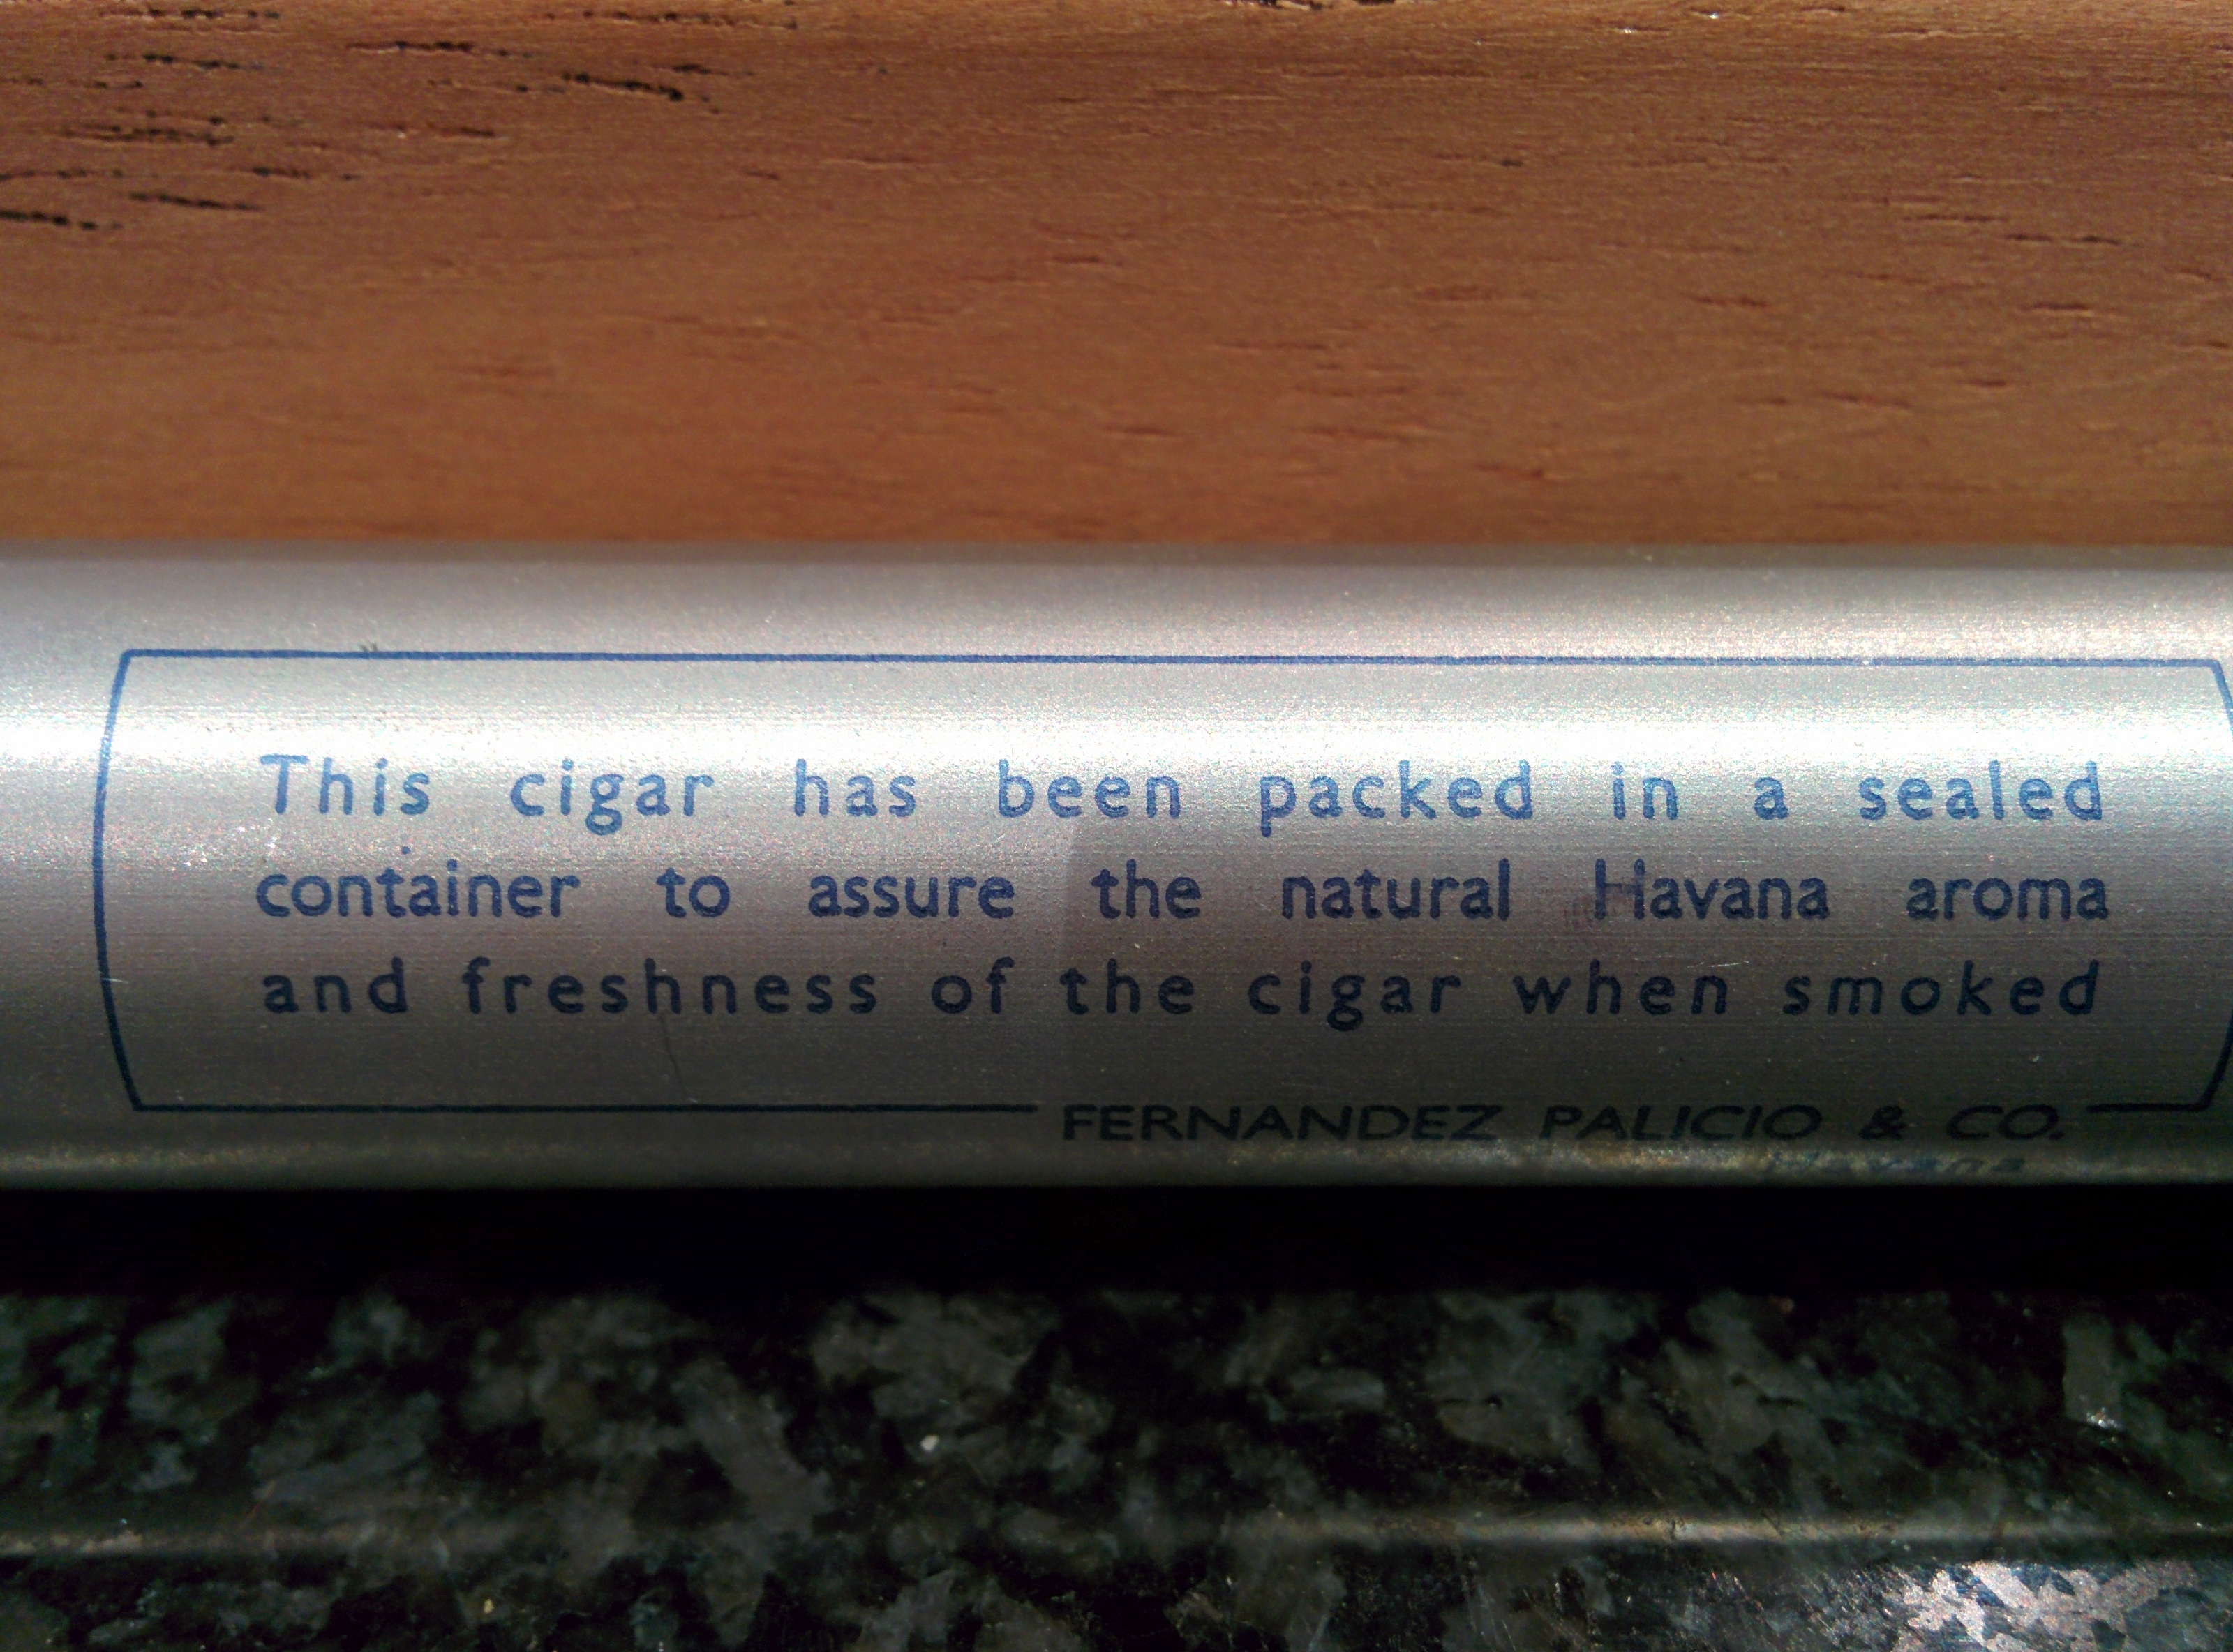 This cigar has been packed in a sealed
container to assure the natural Havana aroma
and freshness of the cigar when smoked
FERNANDEZ PALICIO & CO.
Havana